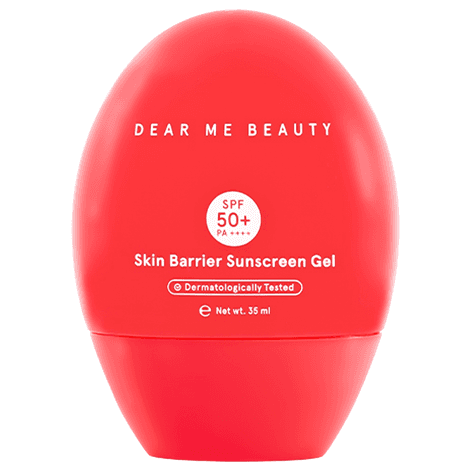 DEAR ME BEAUTY
SPF
50+
PA ++++
Skin Barrier Sunscreen Gel
Dermatologically Tested
℮ Net wt. 35 ml